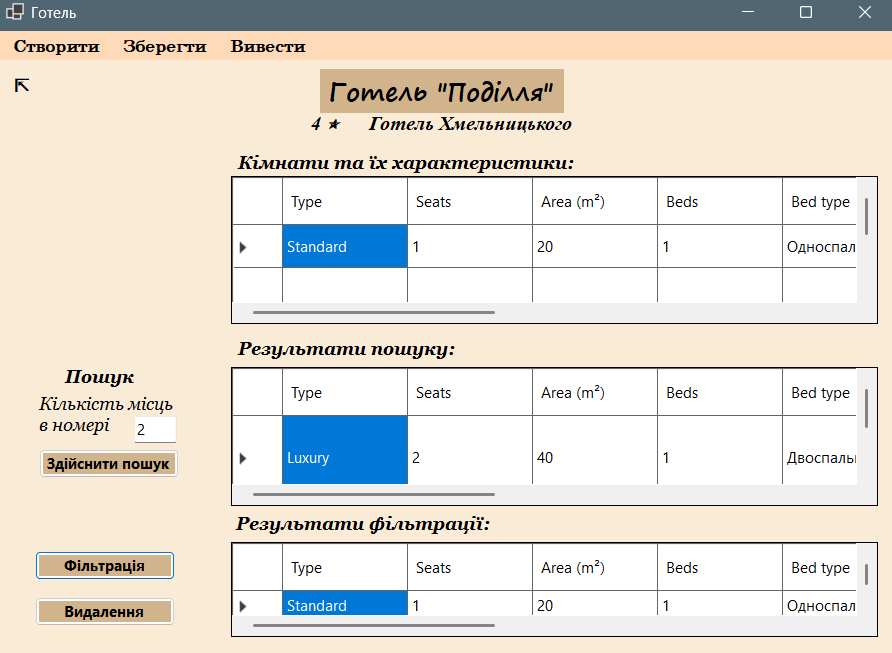 Готель
Створити Зберегти Вивести
Готель "Поділля"
4 ★ Готель Хмельницького
Кімнати та їх характеристики:
Type Seats Area (m²) Beds Bed type
Standard 1 20 1 Односпал
Результати пошуку:
Type Seats Area (m²) Beds Bed type
Luxury 2 40 1 Двоспаль
Пошук
Кількість місць
в номері 2
Здійснити пошук
Результати фільтрації:
Type Seats Area (m²) Beds Bed type
Standard 1 20 1 Односпал
Фільтрація
Видалення